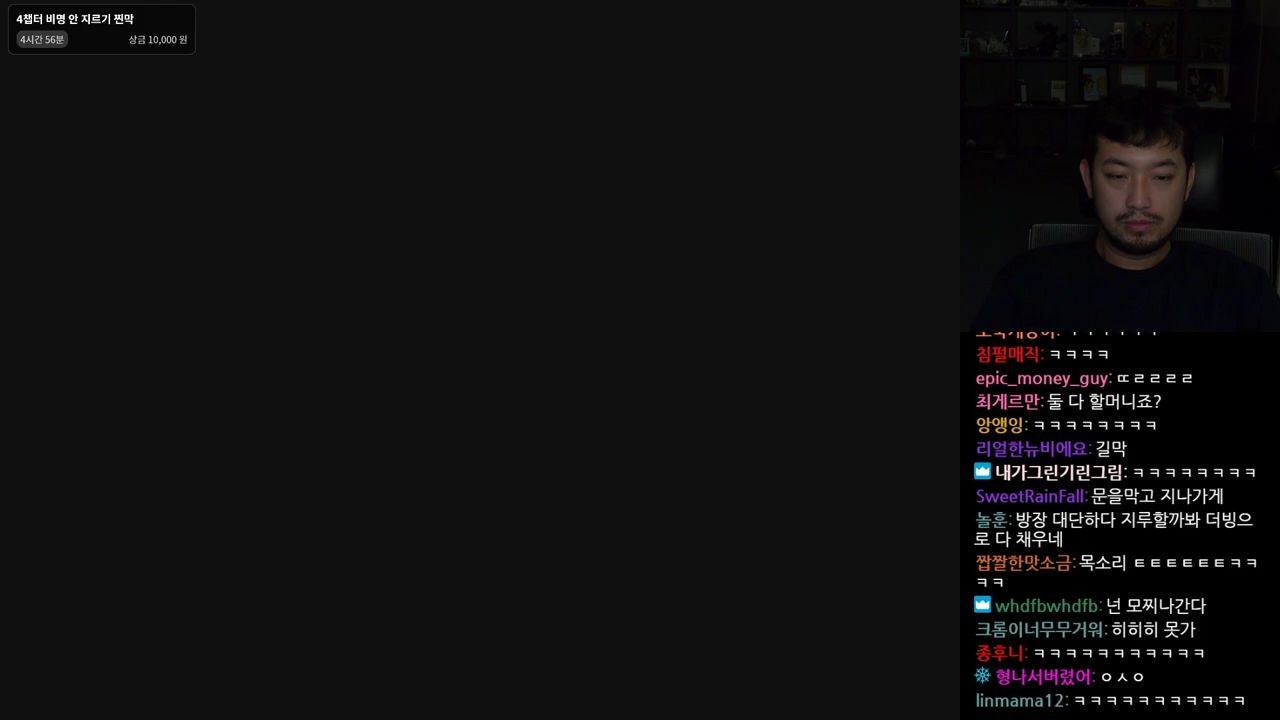 4챕터 비명 안 지르기 찐막
4시간 56분 상금 10,000 원
침펄매직: ㅋㅋㅋㅋ
epic_money_guy: ㄸㄹㄹㄹㄹ
최게르만: 둘 다 할머니죠?
앙앵잉: ㅋㅋㅋㅋㅋㅋㅋㅋ
리얼한뉴비에요: 길막
내가그린기린그림: ㅋㅋㅋㅋㅋㅋㅋㅋ
SweetRainFall: 문을막고 지나가게
놀훈: 방장 대단하다 지루할까봐 더빙으
로 다 채우네
짭짤한맛소금: 목소리 ㅌㅌㅌㅌㅌㅌㅋㅋ
ㅋㅋ
whdfbwhdfb: 넌 모찌나간다
크롬이너무무거워: 히히히 못가
종후니: ㅋㅋㅋㅋㅋㅋㅋㅋㅋㅋㅋ
형나서버렸어: ㅇㅅㅇ
linmama12: ㅋㅋㅋㅋㅋㅋㅋㅋㅋㅋㅋ